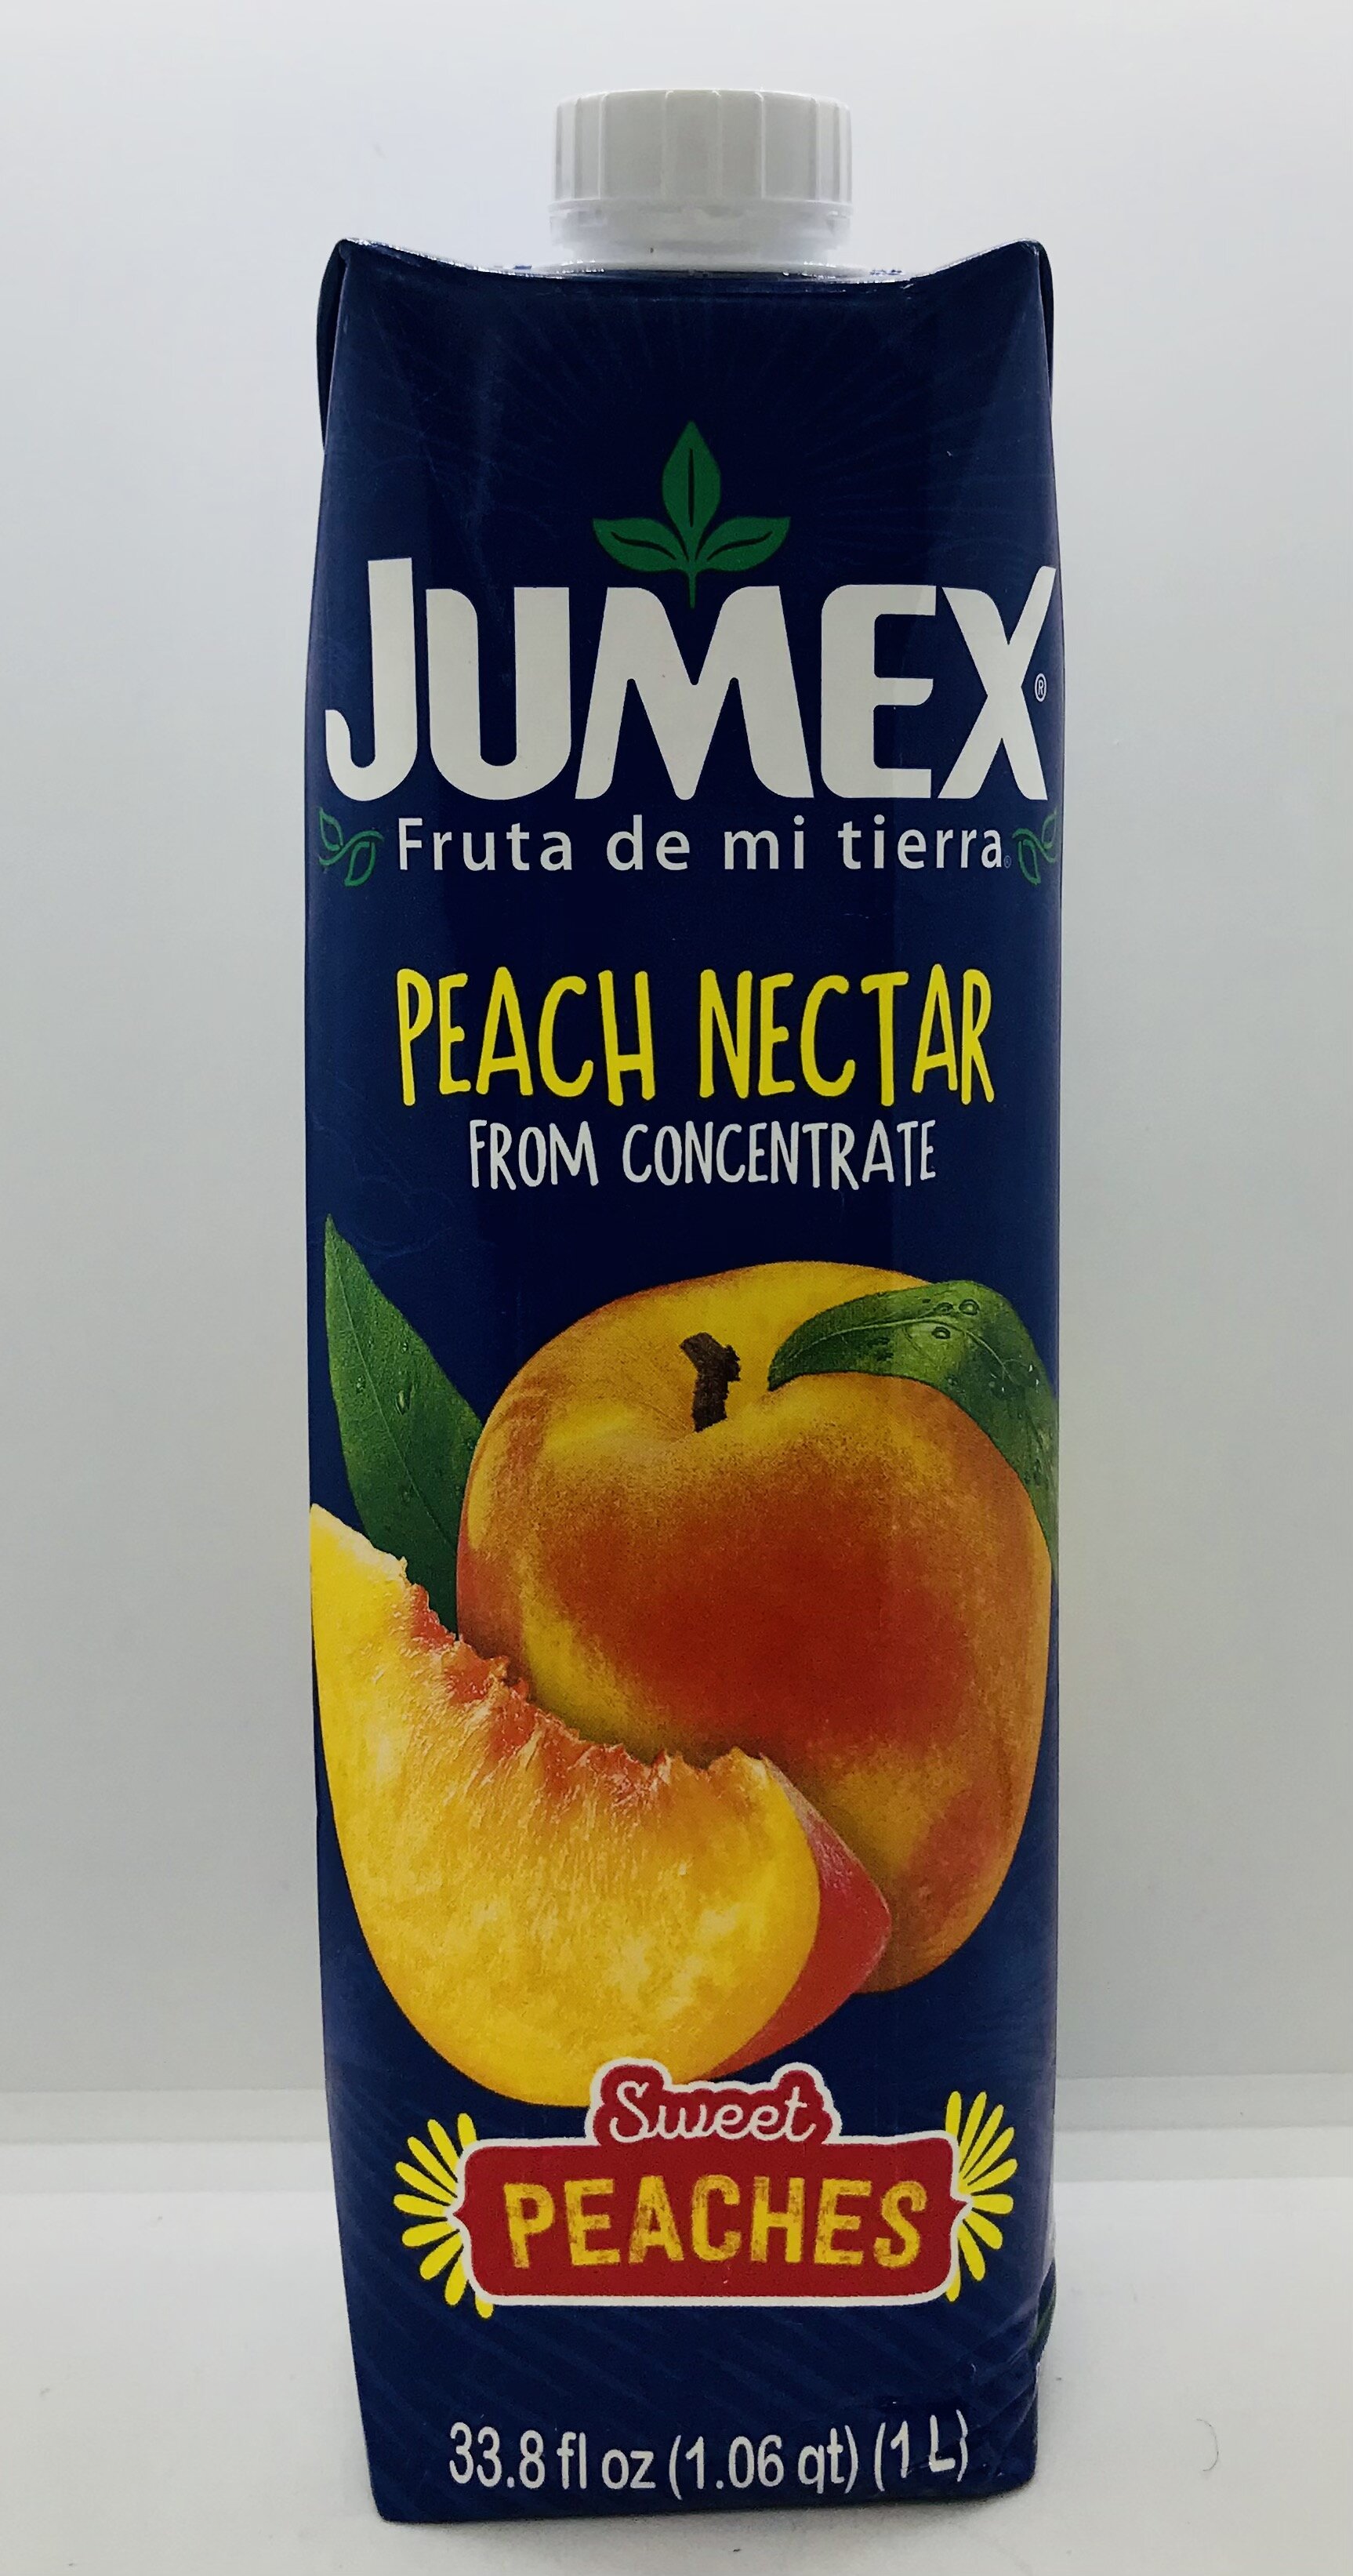 JUMEX®
Fruta de mi tierra®
PEACH NECTAR
FROM CONCENTRATE
Sweet
PEACHES
33.8 fl oz (1.06 qt) (1 L)